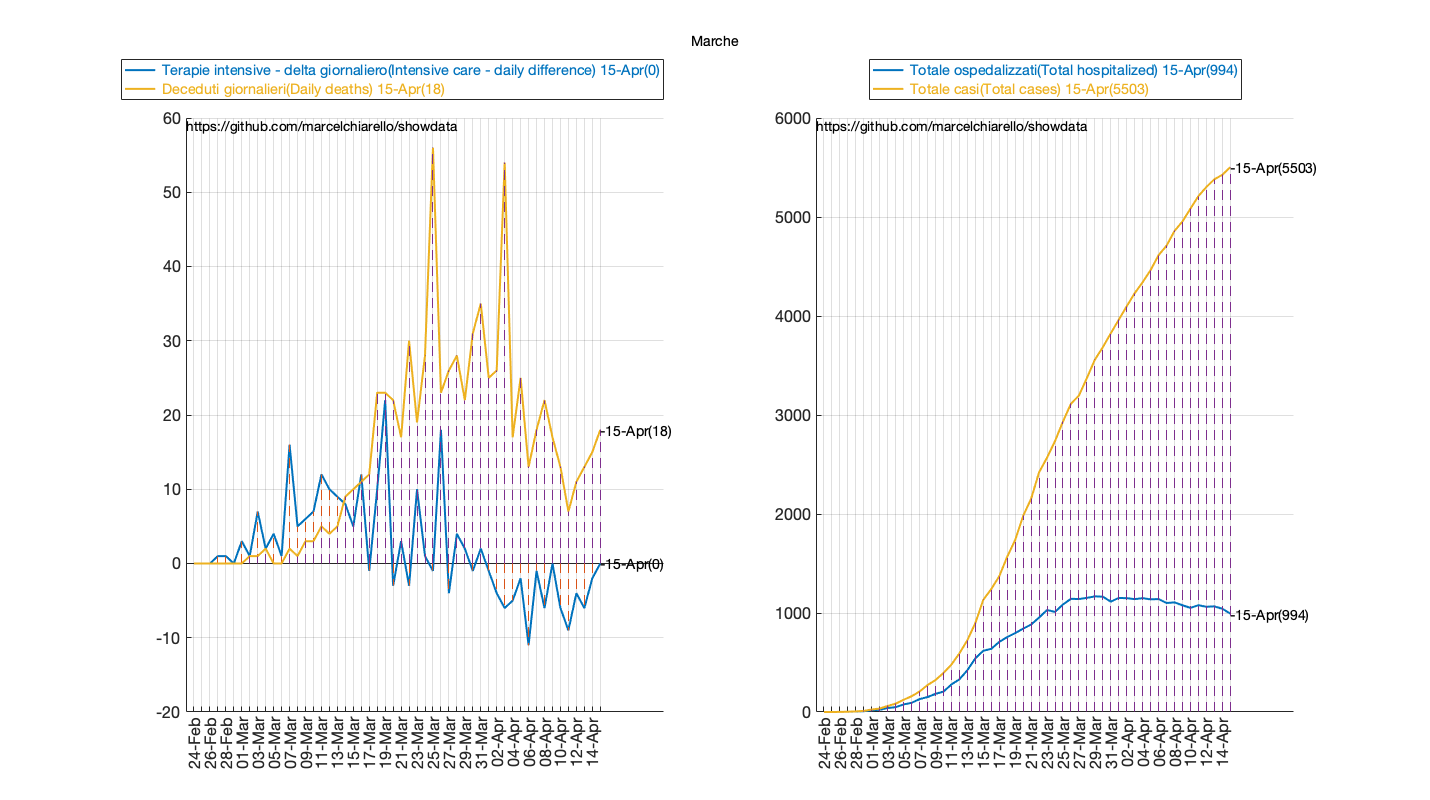 Marche
Terapie intensive - delta giornaliero(Intensive care - daily difference) 15-Apr(0)
Deceduti giornalieri(Daily deaths) 15-Apr(18)
60
https://github.com/marcelchiarello/showdata
50
40
30
20
10
0
-10
-20
-15-Apr(18)
-15-Apr(0)
24-Feb
26-Feb
28-Feb
01-Mar
03-Mar
05-Mar
07-Mar
09-Mar
11-Mar
13-Mar
15-Mar
17-Mar
19-Mar
21-Mar
23-Mar
25-Mar
27-Mar
29-Mar
31-Mar
02-Apr
04-Apr
06-Apr
08-Apr
10-Apr
12-Apr
14-Apr
Totale ospedalizzati(Total hospitalized) 15-Apr(994)
Totale casi(Total cases) 15-Apr(5503)
6000
https://github.com/marcelchiarello/showdata
5000
4000
3000
2000
1000
0
-15-Apr(5503)
-15-Apr(994)
24-Feb
26-Feb
28-Feb
01-Mar
03-Mar
05-Mar
07-Mar
09-Mar
11-Mar
13-Mar
15-Mar
17-Mar
19-Mar
21-Mar
23-Mar
25-Mar
27-Mar
29-Mar
31-Mar
02-Apr
04-Apr
06-Apr
08-Apr
10-Apr
12-Apr
14-Apr